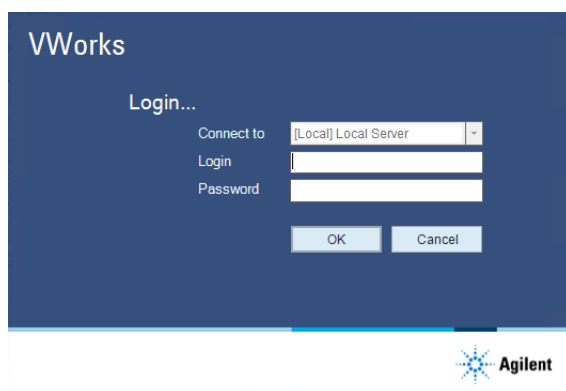 VWorks
Login...
Connect to [Local] Local Server
Login
Password
OK Cancel
Agilent